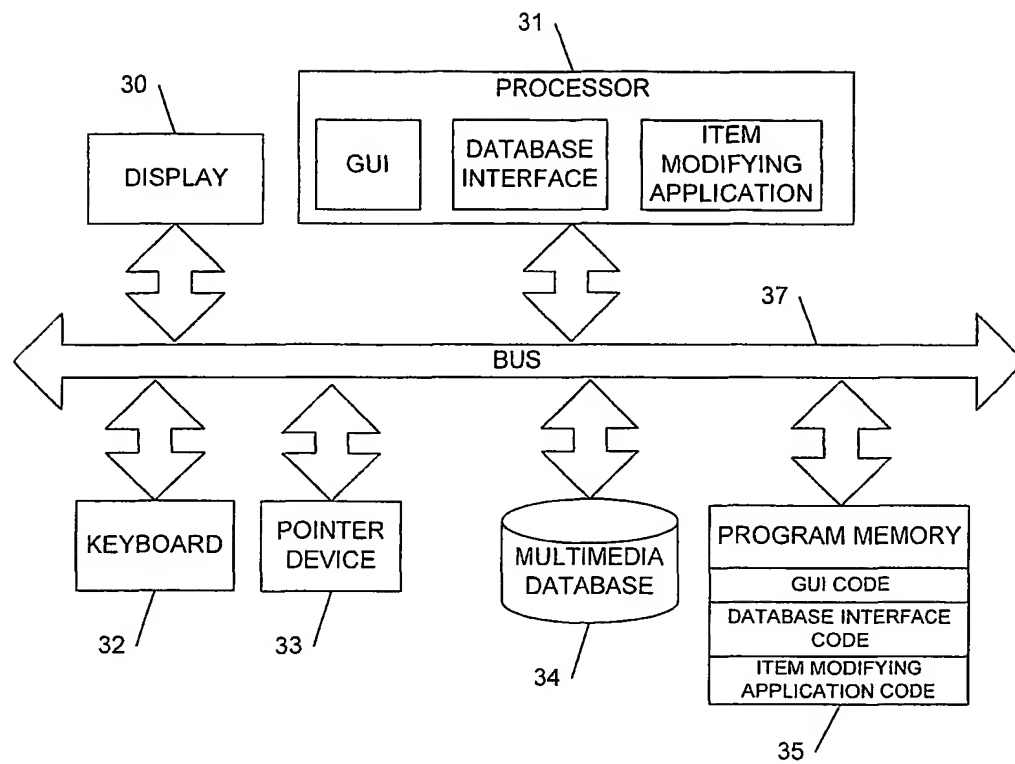 31
PROCESSOR
30
DISPLAY
GUI
DATABASE
INTERFACE
ITEM
MODIFYING
APPLICATION
37
BUS
KEYBOARD
POINTER
DEVICE
MULTIMEDIA
DATABASE
PROGRAM MEMORY
GUI CODE
DATABASE INTERFACE
CODE
ITEM MODIFYING
APPLICATION CODE
32
33
34
35